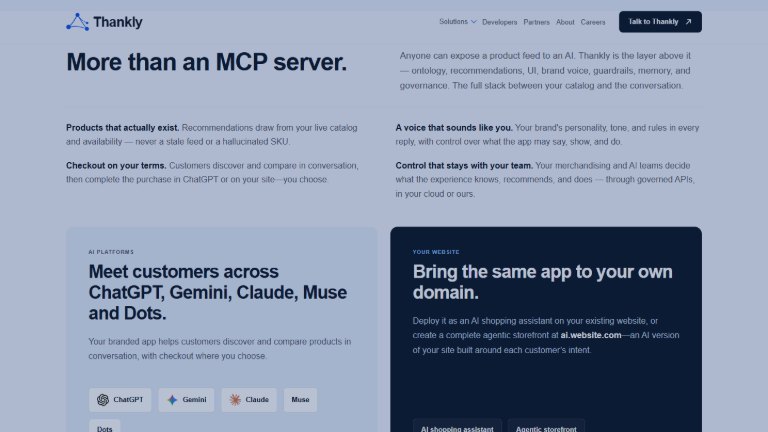 Thankly
Solutions
Developers
Partners
About
Careers
Talk to Thankly
More than an MCP server.
Anyone can expose a product feed to an AI. Thankly is the layer above it
— ontology, recommendations, UI, brand voice, guardrails, memory, and
governance. The full stack between your catalog and the conversation.
Products that actually exist. Recommendations draw from your live catalog
and availability — never a stale feed or a hallucinated SKU.
A voice that sounds like you. Your brand's personality, tone, and rules in every
reply, with control over what the app may say, show, and do.
Checkout on your terms. Customers discover and compare in conversation,
then complete the purchase in ChatGPT or on your site—you choose.
Control that stays with your team. Your merchandising and AI teams decide
what the experience knows, recommends, and does — through governed APIs,
in your cloud or ours.
AI PLATFORMS
Meet customers across
ChatGPT, Gemini, Claude, Muse
and Dots.
Your branded app helps customers discover and compare products in
conversation, with checkout where you choose.
ChatGPT
Gemini
Claude
Muse
Dots
YOUR WEBSITE
Bring the same app to your own
domain.
Deploy it as an AI shopping assistant on your existing website, or
create a complete agentic storefront at ai.website.com—an AI version
of your site built around each customer's intent.
AI shopping assistant
Agentic storefront